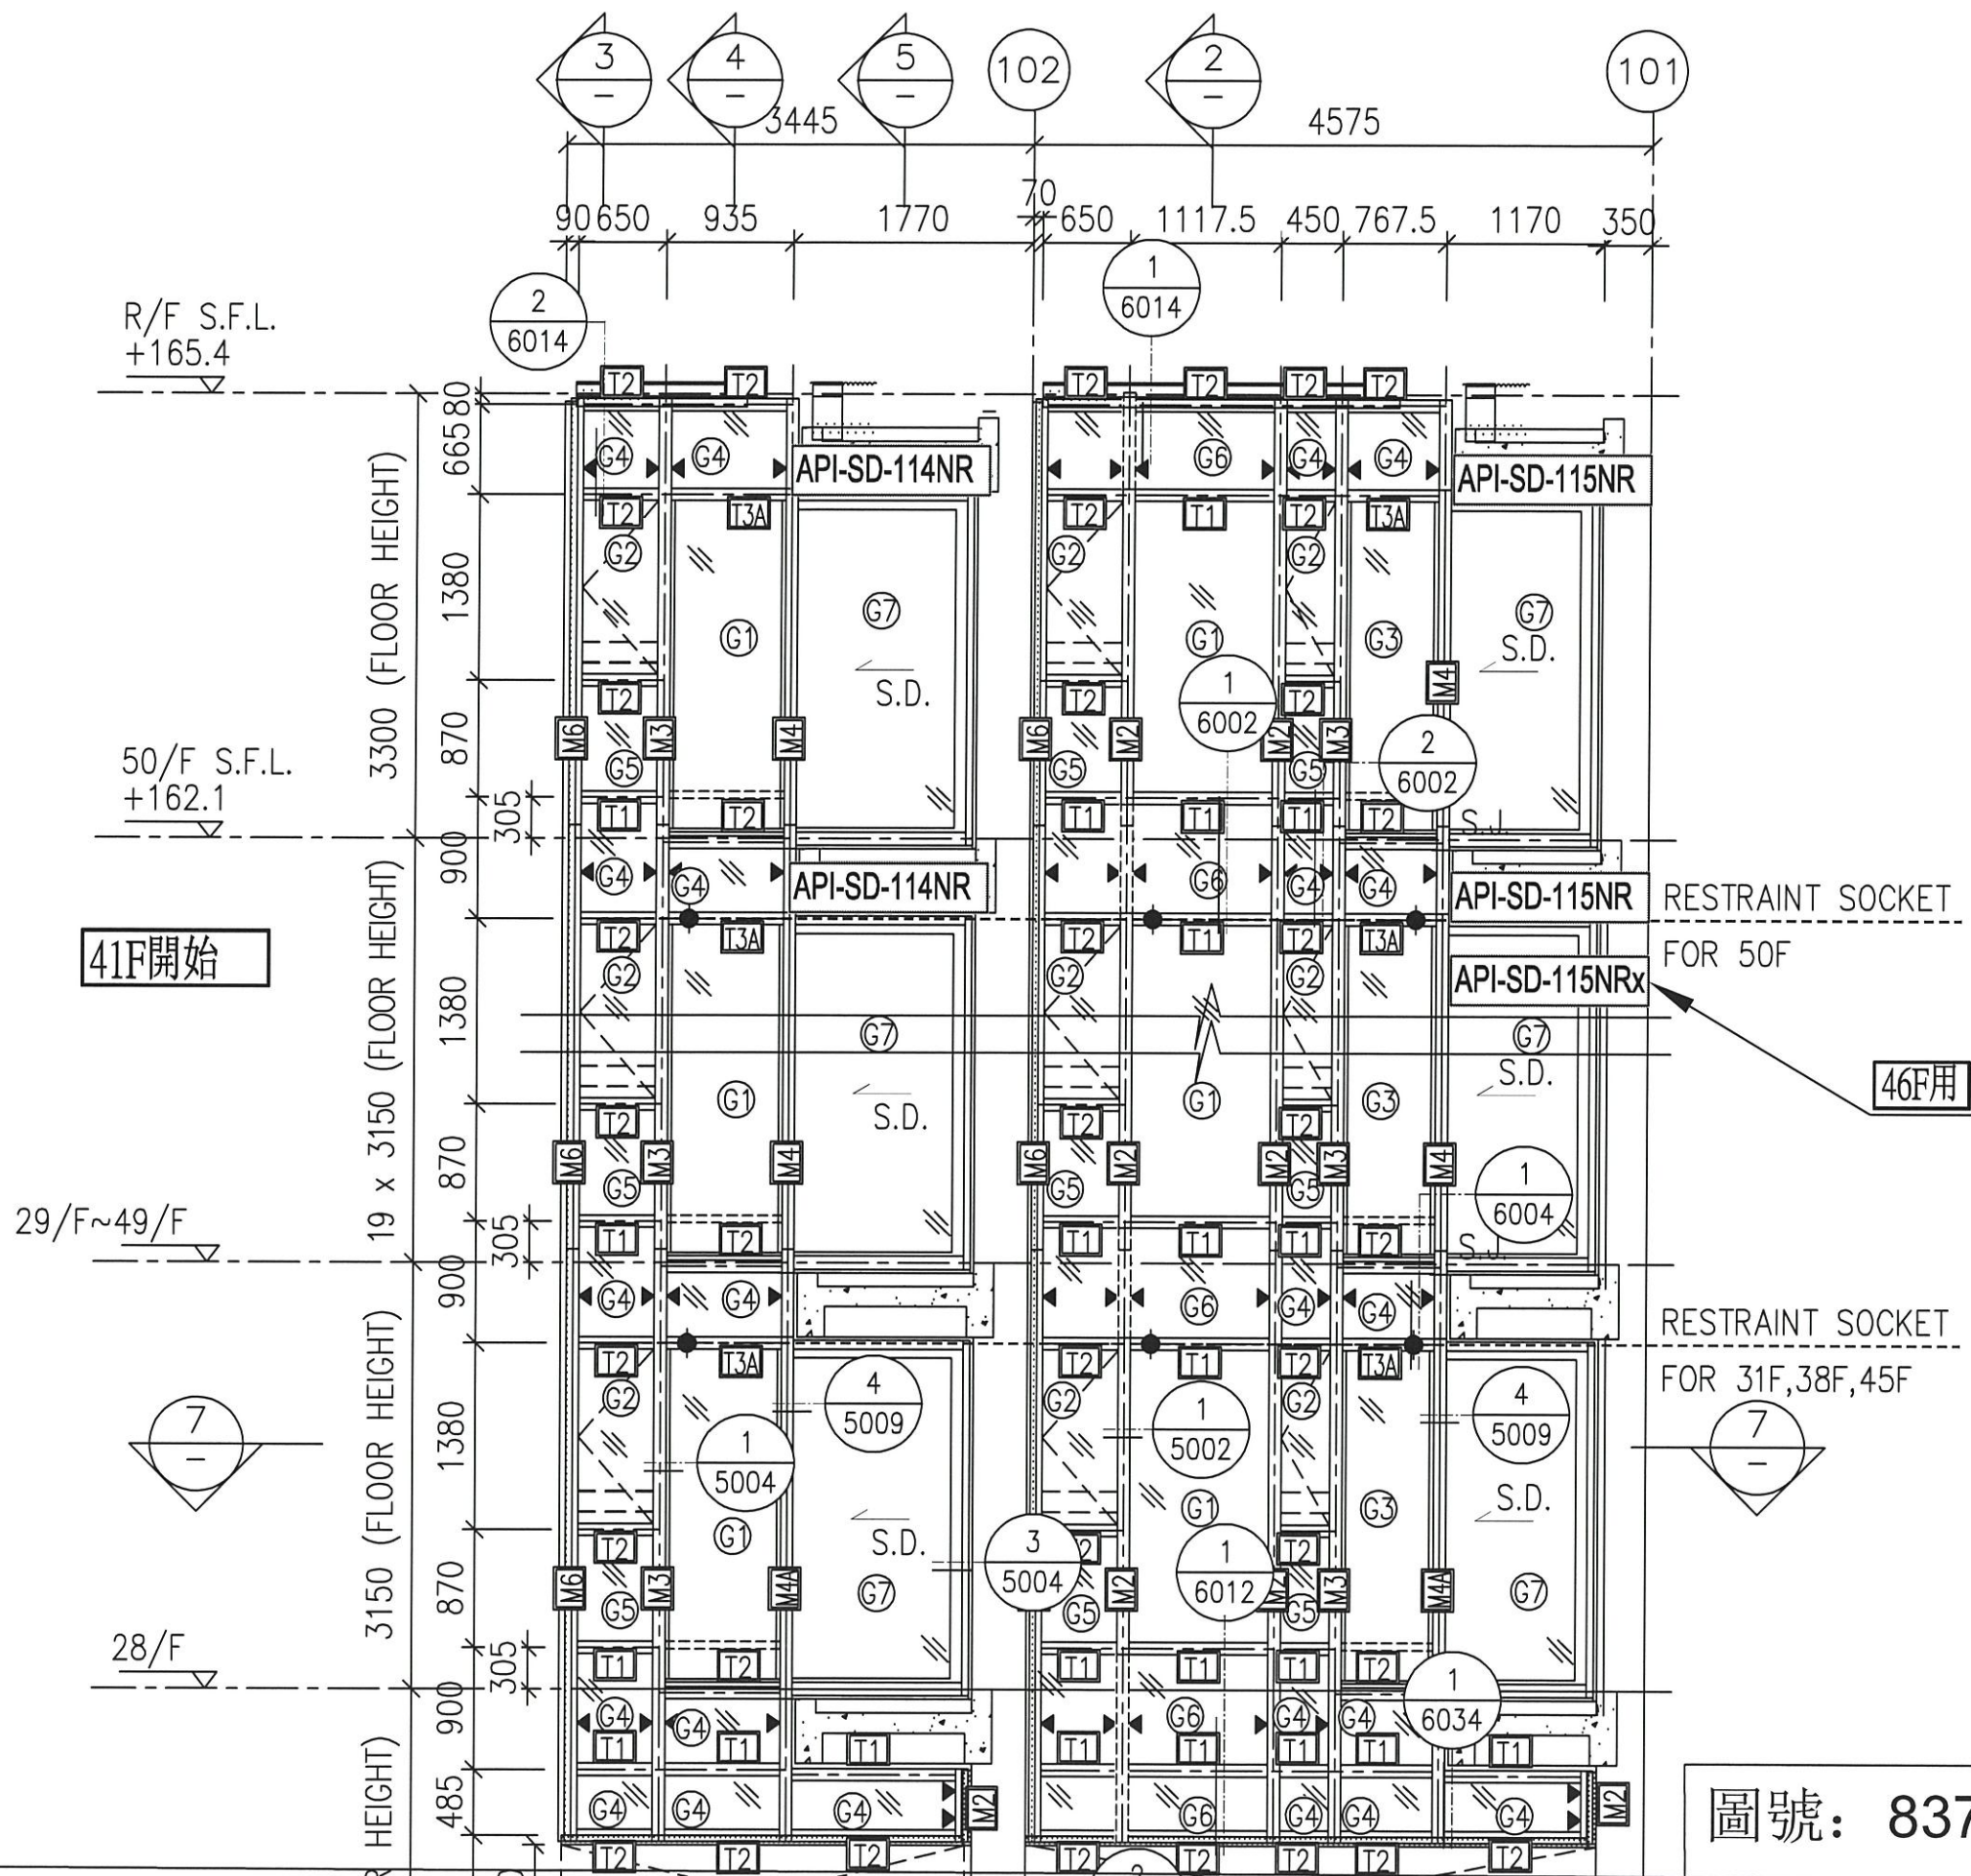 3
–
4
–
5
–
102
2
–
101
3445
4575
70
90 650 935 1770 650 1117.5 450 767.5 1170 350
2
6014
1
6014
R/F S.F.L.
+165.4
T2 T2 T2 T2 T2 T2
80
665
G4 G4 G6 G4 G4
API-SD-114NR
API-SD-115NR
T2 T3A T2 T1 T2 T3A
G2 G2 G2
3300 (FLOOR HEIGHT)
1380
G1 G7 G1 G3 G7
S.D. S.D.
T2 T2 T2
1
6002
M4
M6 M3 M4 M6 M2 M2 M3
2
6002
870
G5 G5 G5
50/F S.F.L.
+162.1
305
T1 T2 T1 T1 T1 T2
S.J.
900
G4 G4 G6 G4 G4
API-SD-114NR
API-SD-115NR
RESTRAINT SOCKET
FOR 50F
41F開始
T2 T3A T2 T1 T2 T3A
G2 G2 G2
API-SD-115NRx
19 x 3150 (FLOOR HEIGHT)
1380
G7 G7
46F用
G1 G1 G3
S.D. S.D.
T2 T2 T2
M6 M3 M4 M6 M2 M2 M3 M4
870
G5 G5 G5
1
6004
29/F~49/F
305
T1 T2 T1 T1 T1 T2
S.J.
900
G4 G4 G6 G4 G4
RESTRAINT SOCKET
FOR 31F,38F,45F
T2 T3A T2 T1 T2 T3A
G2 G2 G2
4
5009
1
5002
4
5009
7
–
7
–
3150 (FLOOR HEIGHT)
1380
1
5004
G1 G1 G3
S.D. S.D.
T2 T2
3
5004
1
6012
M6 M3 M4A M2 M3 M4A
870
G5 G7 G5 G5 G7
28/F
305
T1 T2 T1 T1 T1 T2
900
G4 G4 G6 G4 G4
1
6034
T1 T1 T1 T1 T1 T1 T1 T1
485
G4 G4 G4 M2 G6 G4 G4 G4 M2
HEIGHT)
圖號: 837
T2 T2 T2 T2 T2 T2 T2 T2